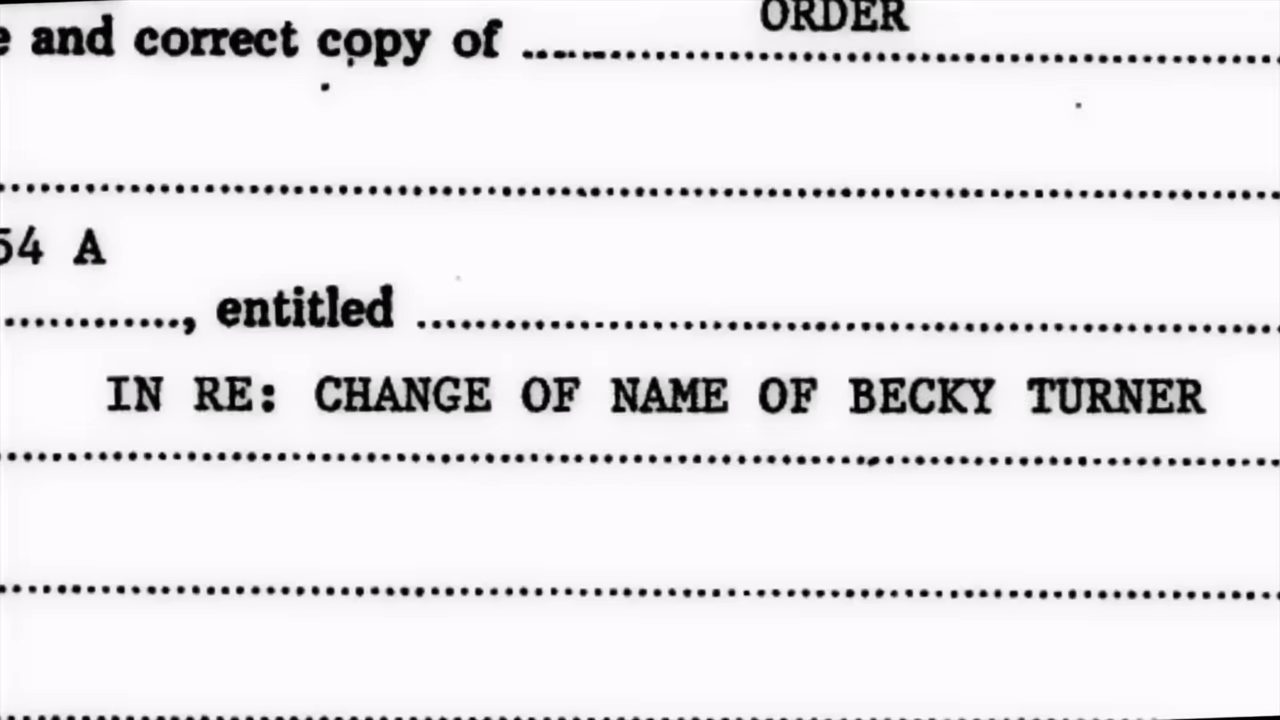 ORDER
e and correct copy of ....................
54 A
............, entitled ....................
IN RE: CHANGE OF NAME OF BECKY TURNER